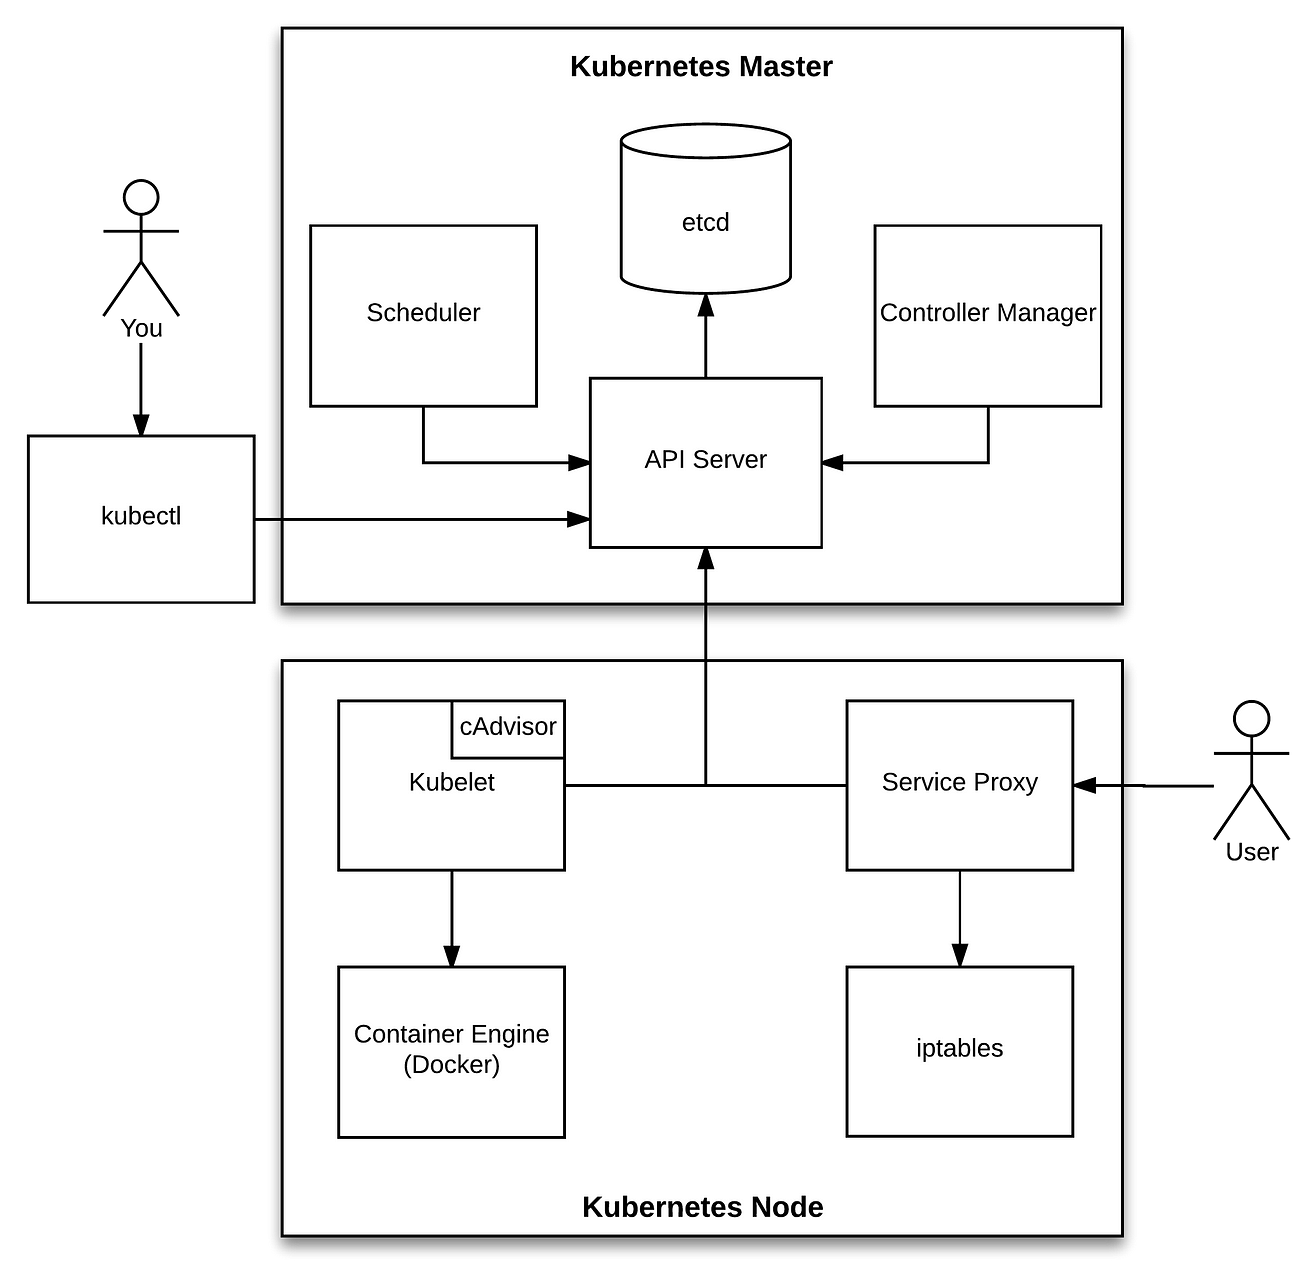 Kubernetes Master
etcd
Scheduler
Controller Manager
You
API Server
kubectl
cAdvisor
Kubelet
Service Proxy
User
Container Engine
(Docker)
iptables
Kubernetes Node